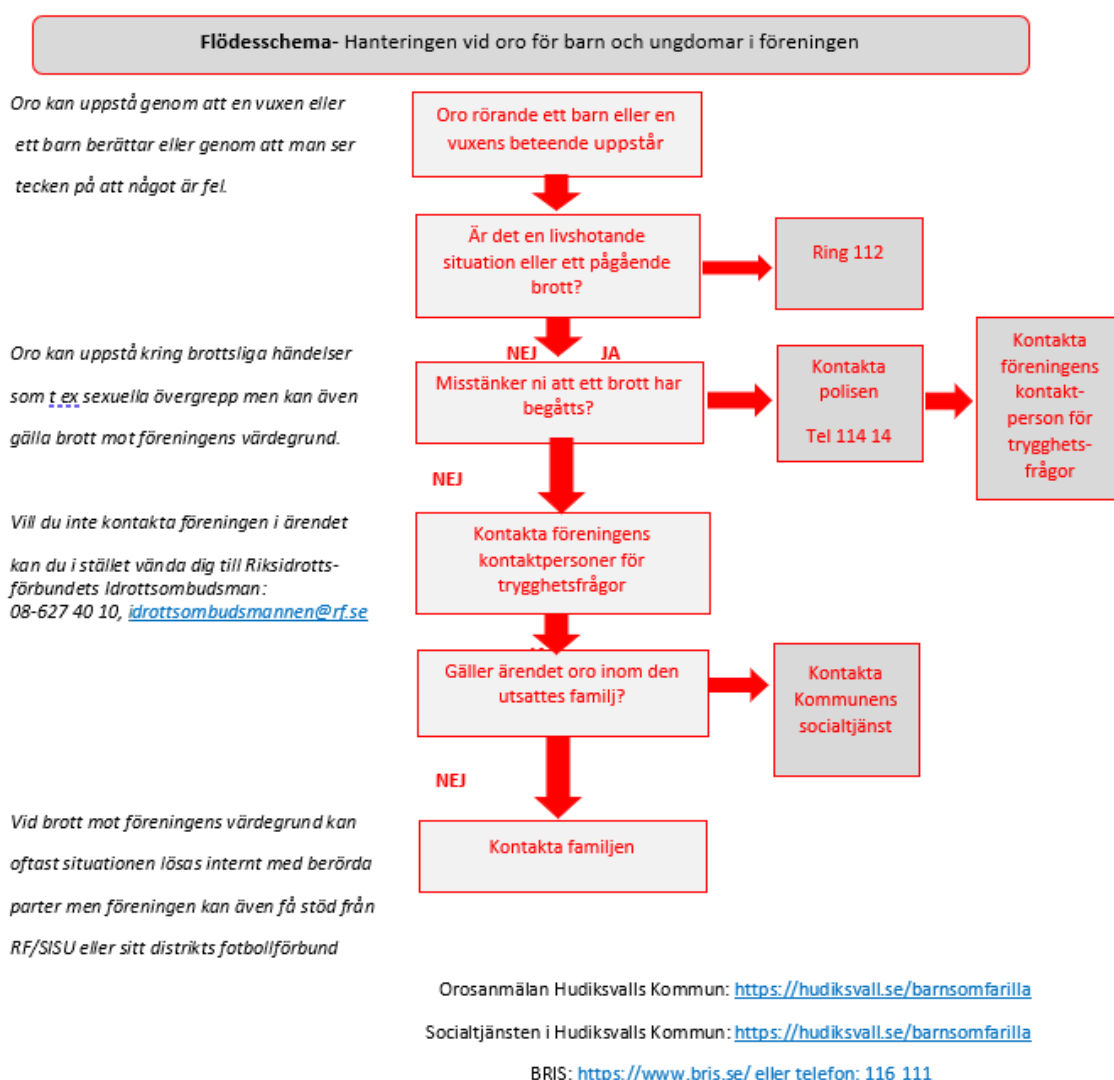 Flödesschema- Hanteringen vid oro för barn och ungdomar i föreningen
Oro kan uppstå genom att en vuxen eller
ett barn berättar eller genom att man ser
tecken på att något är fel.
Oro rörande ett barn eller en
vuxens beteende uppstår
Är det en livshotande
situation eller ett pågående
brott?
Ring 112
NEJ JA
Oro kan uppstå kring brottsliga händelser
som t ex sexuella övergrepp men kan även
gälla brott mot föreningens värdegrund.
Misstänker ni att ett brott har
begåtts?
Kontakta
polisen
Tel 114 14
Kontakta
föreningens
kontakt-
person för
trygghets-
frågor
NEJ
Vill du inte kontakta föreningen i ärendet
kan du i stället vända dig till Riksidrotts-
förbundets Idrottsombudsman:
08-627 40 10, idrottsombudsmannen@rf.se
Kontakta föreningens
kontaktpersoner för
trygghetsfrågor
Gäller ärendet oro inom den
utsattes familj?
Kontakta
Kommunens
socialtjänst
NEJ
Vid brott mot föreningens värdegrund kan
oftast situationen lösas internt med berörda
parter men föreningen kan även få stöd från
RF/SISU eller sitt distrikts fotbollförbund
Kontakta familjen
Orosanmälan Hudiksvalls Kommun: https://hudiksvall.se/barnsomfarilla
Socialtjänsten i Hudiksvalls Kommun: https://hudiksvall.se/barnsomfarilla
BRIS: https://www.bris.se/ eller telefon: 116 111